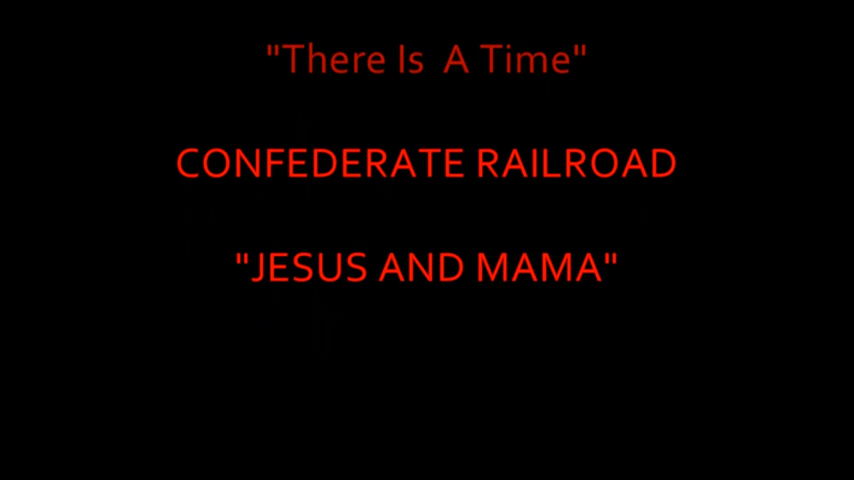 "There Is  A Time"
CONFEDERATE RAILROAD
"JESUS AND MAMA"